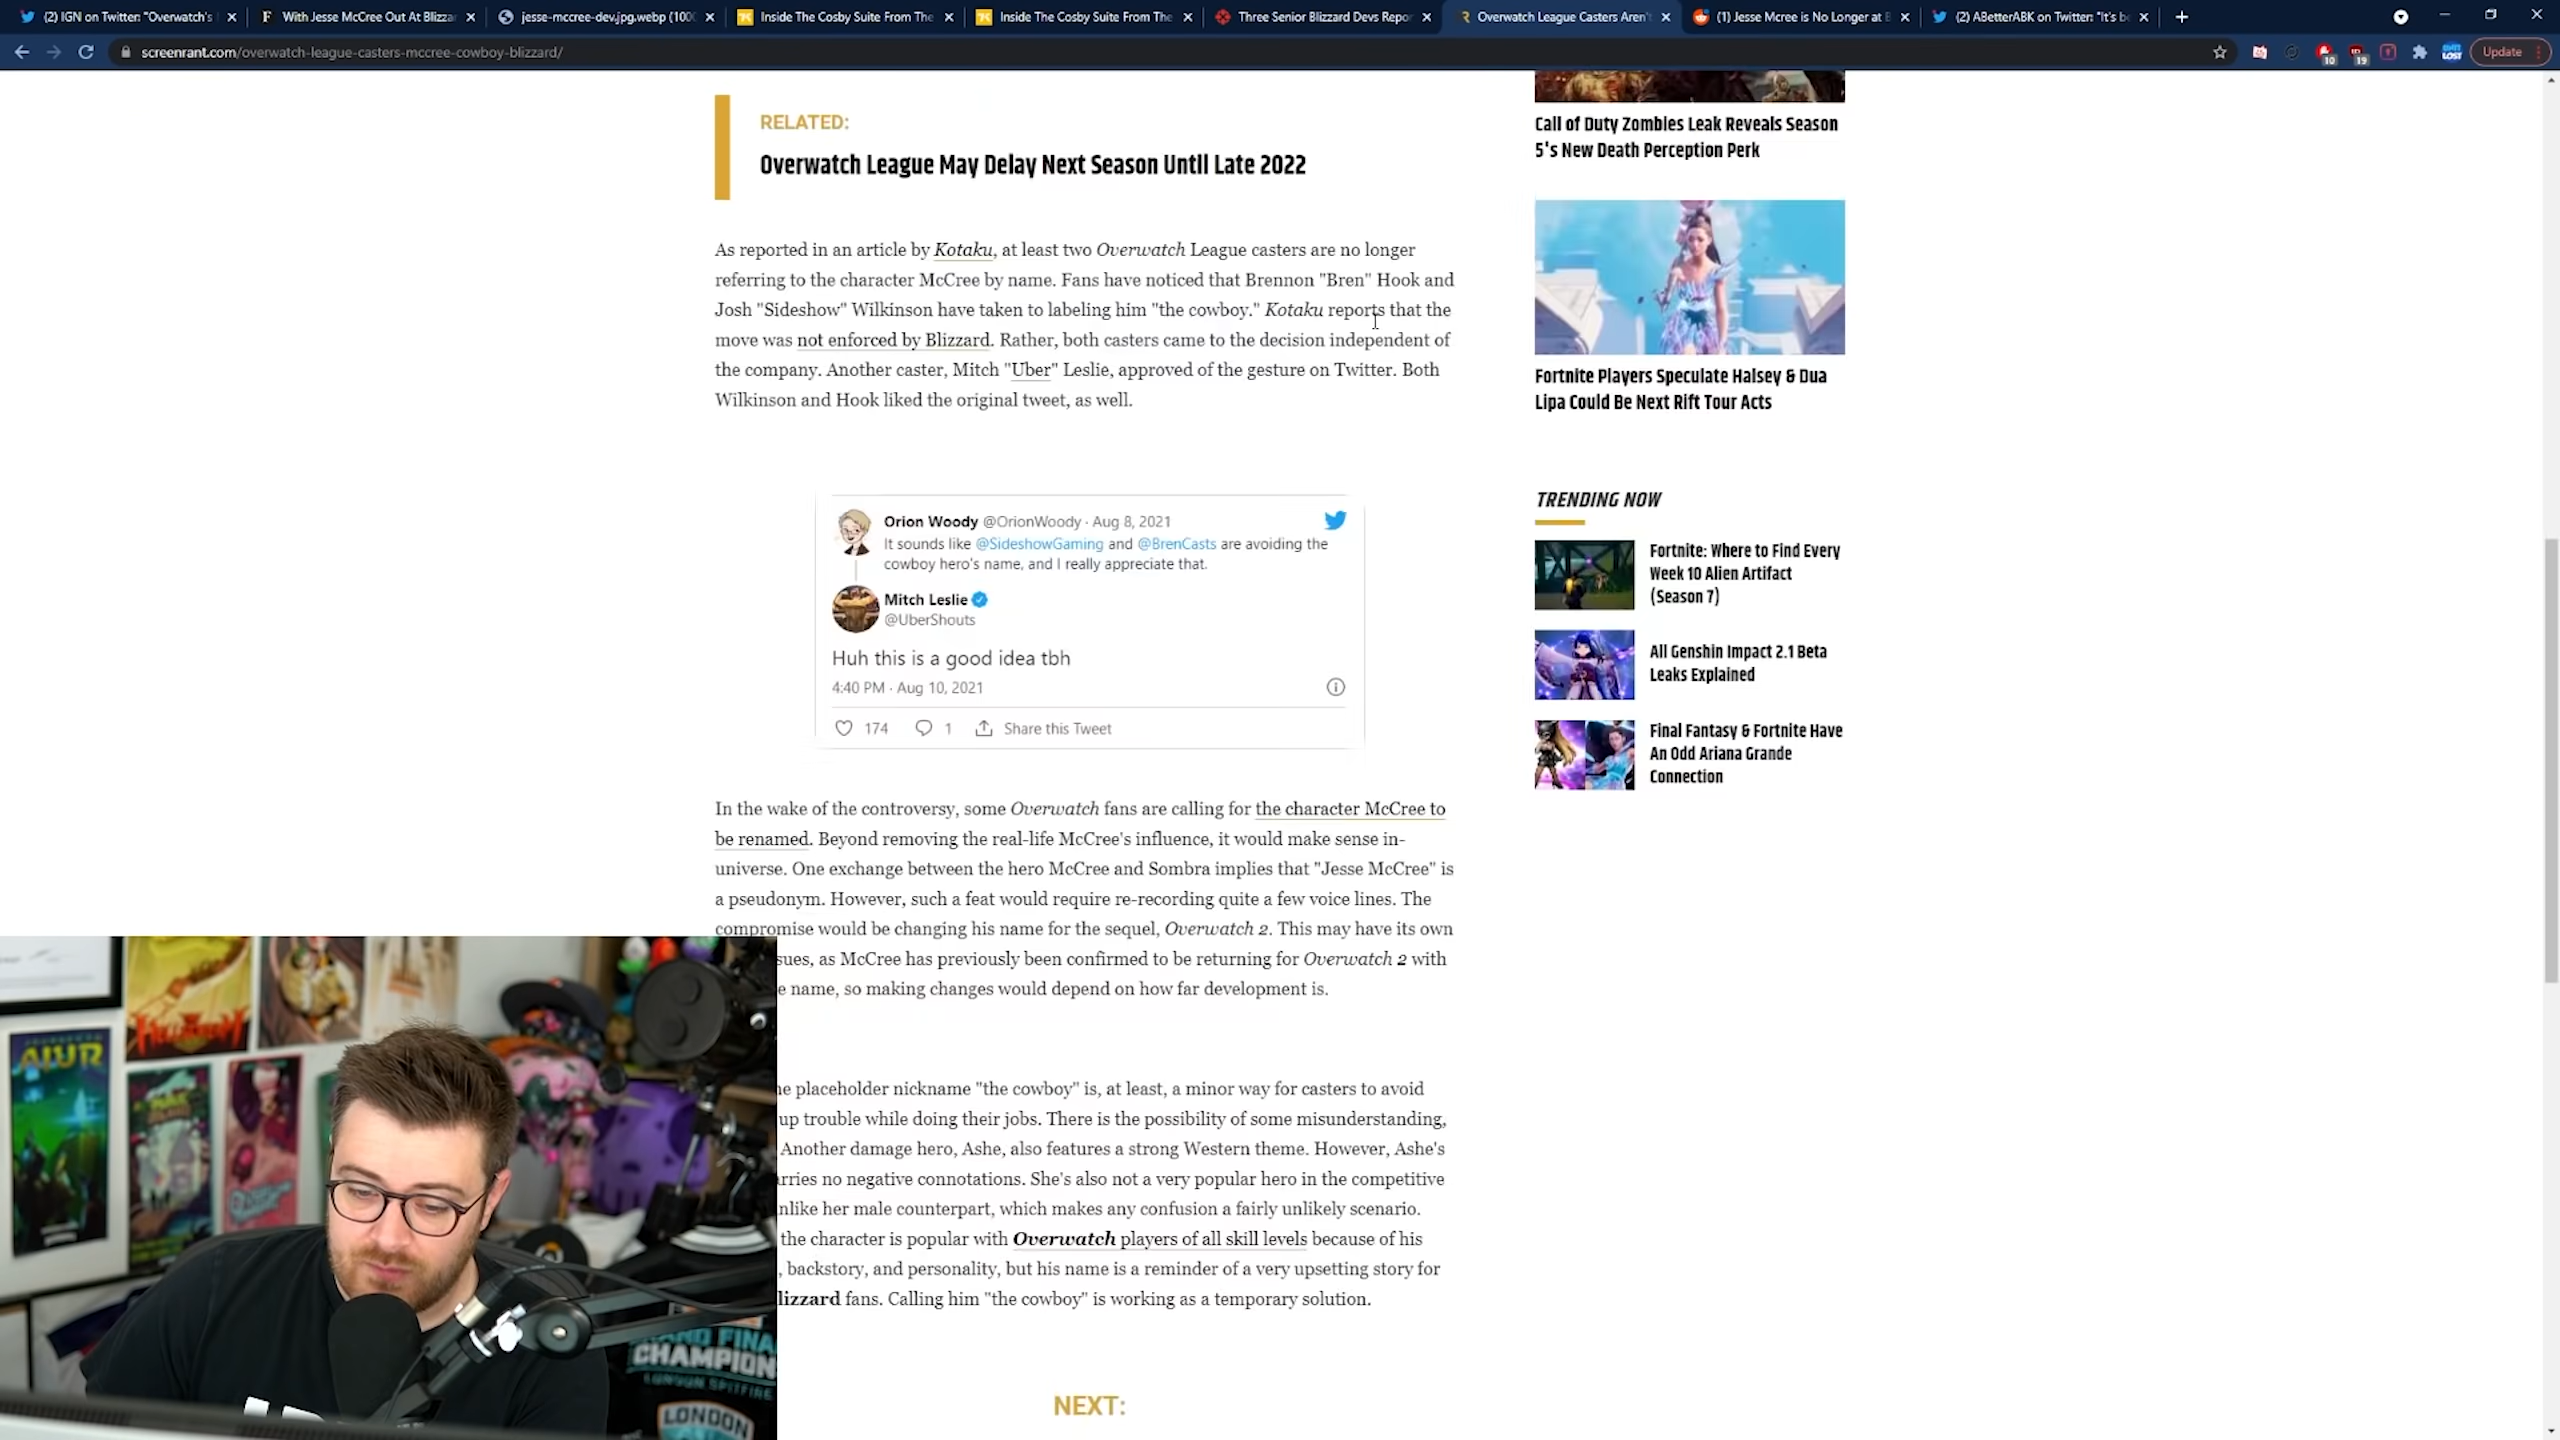 (2) IGN on Twitter: "Overwatch's
With Jesse McCree Out At Blizza
jesse-mccree-dev.jpg.webp (100
Inside The Cosby Suite From The
Inside The Cosby Suite From The
Three Senior Blizzard Devs Repo
Overwatch League Casters Aren't
(1) Jesse Mcree is No Longer at B
(2) ABetterABK on Twitter: "It's b
screenrant.com/overwatch-league-casters-mccree-cowboy-blizzard/
10
19
LOST
Update
RELATED:
Overwatch League May Delay Next Season Until Late 2022
As reported in an article by Kotaku, at least two Overwatch League casters are no longer
referring to the character McCree by name. Fans have noticed that Brennon "Bren" Hook and
Josh "Sideshow" Wilkinson have taken to labeling him "the cowboy." Kotaku reports that the
move was not enforced by Blizzard. Rather, both casters came to the decision independent of
the company. Another caster, Mitch "Uber" Leslie, approved of the gesture on Twitter. Both
Wilkinson and Hook liked the original tweet, as well.
Orion Woody @OrionWoody · Aug 8, 2021
It sounds like @SideshowGaming and @BrenCasts are avoiding the
cowboy hero's name, and I really appreciate that.
Mitch Leslie
@UberShouts
Huh this is a good idea tbh
4:40 PM · Aug 10, 2021
174
1
Share this Tweet
In the wake of the controversy, some Overwatch fans are calling for the character McCree to
be renamed. Beyond removing the real-life McCree's influence, it would make sense in-
universe. One exchange between the hero McCree and Sombra implies that "Jesse McCree" is
a pseudonym. However, such a feat would require re-recording quite a few voice lines. The
compromise would be changing his name for the sequel, Overwatch 2. This may have its own
sues, as McCree has previously been confirmed to be returning for Overwatch 2 with
e name, so making changes would depend on how far development is.
he placeholder nickname "the cowboy" is, at least, a minor way for casters to avoid
up trouble while doing their jobs. There is the possibility of some misunderstanding,
Another damage hero, Ashe, also features a strong Western theme. However, Ashe's
rries no negative connotations. She's also not a very popular hero in the competitive
nlike her male counterpart, which makes any confusion a fairly unlikely scenario.
the character is popular with Overwatch players of all skill levels because of his
, backstory, and personality, but his name is a reminder of a very upsetting story for
lizzard fans. Calling him "the cowboy" is working as a temporary solution.
NEXT:
Call of Duty Zombies Leak Reveals Season
5's New Death Perception Perk
Fortnite Players Speculate Halsey & Dua
Lipa Could Be Next Rift Tour Acts
TRENDING NOW
Fortnite: Where to Find Every
Week 10 Alien Artifact
(Season 7)
All Genshin Impact 2.1 Beta
Leaks Explained
Final Fantasy & Fortnite Have
An Odd Ariana Grande
Connection
AIUR
GRAND FINA
CHAMPION
LONDON SPITFIRE
LONDON